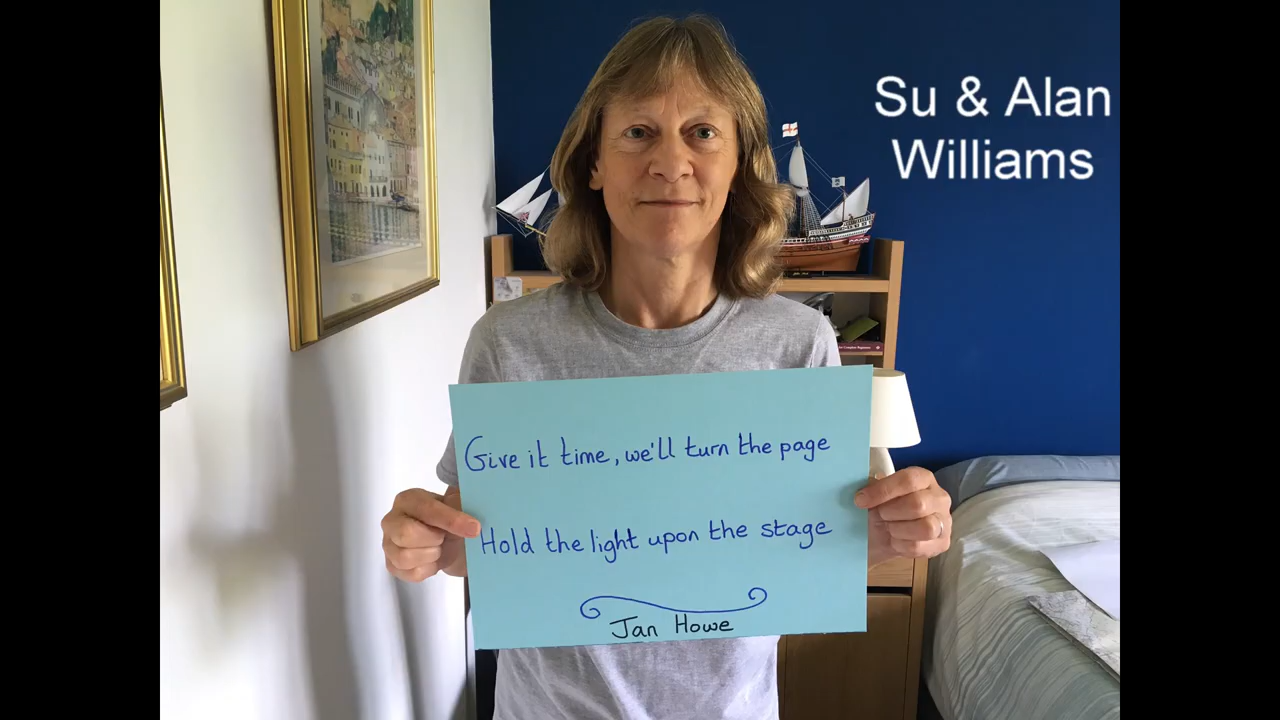 Su & Alan
Williams
Give it time, we'll turn the page
Hold the light upon the stage
Jan Howe